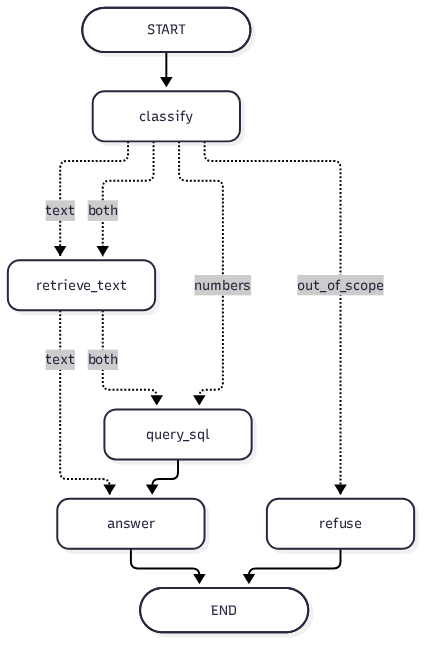 START
classify
text
both
retrieve_text
numbers
out_of_scope
text
both
query_sql
answer
refuse
END